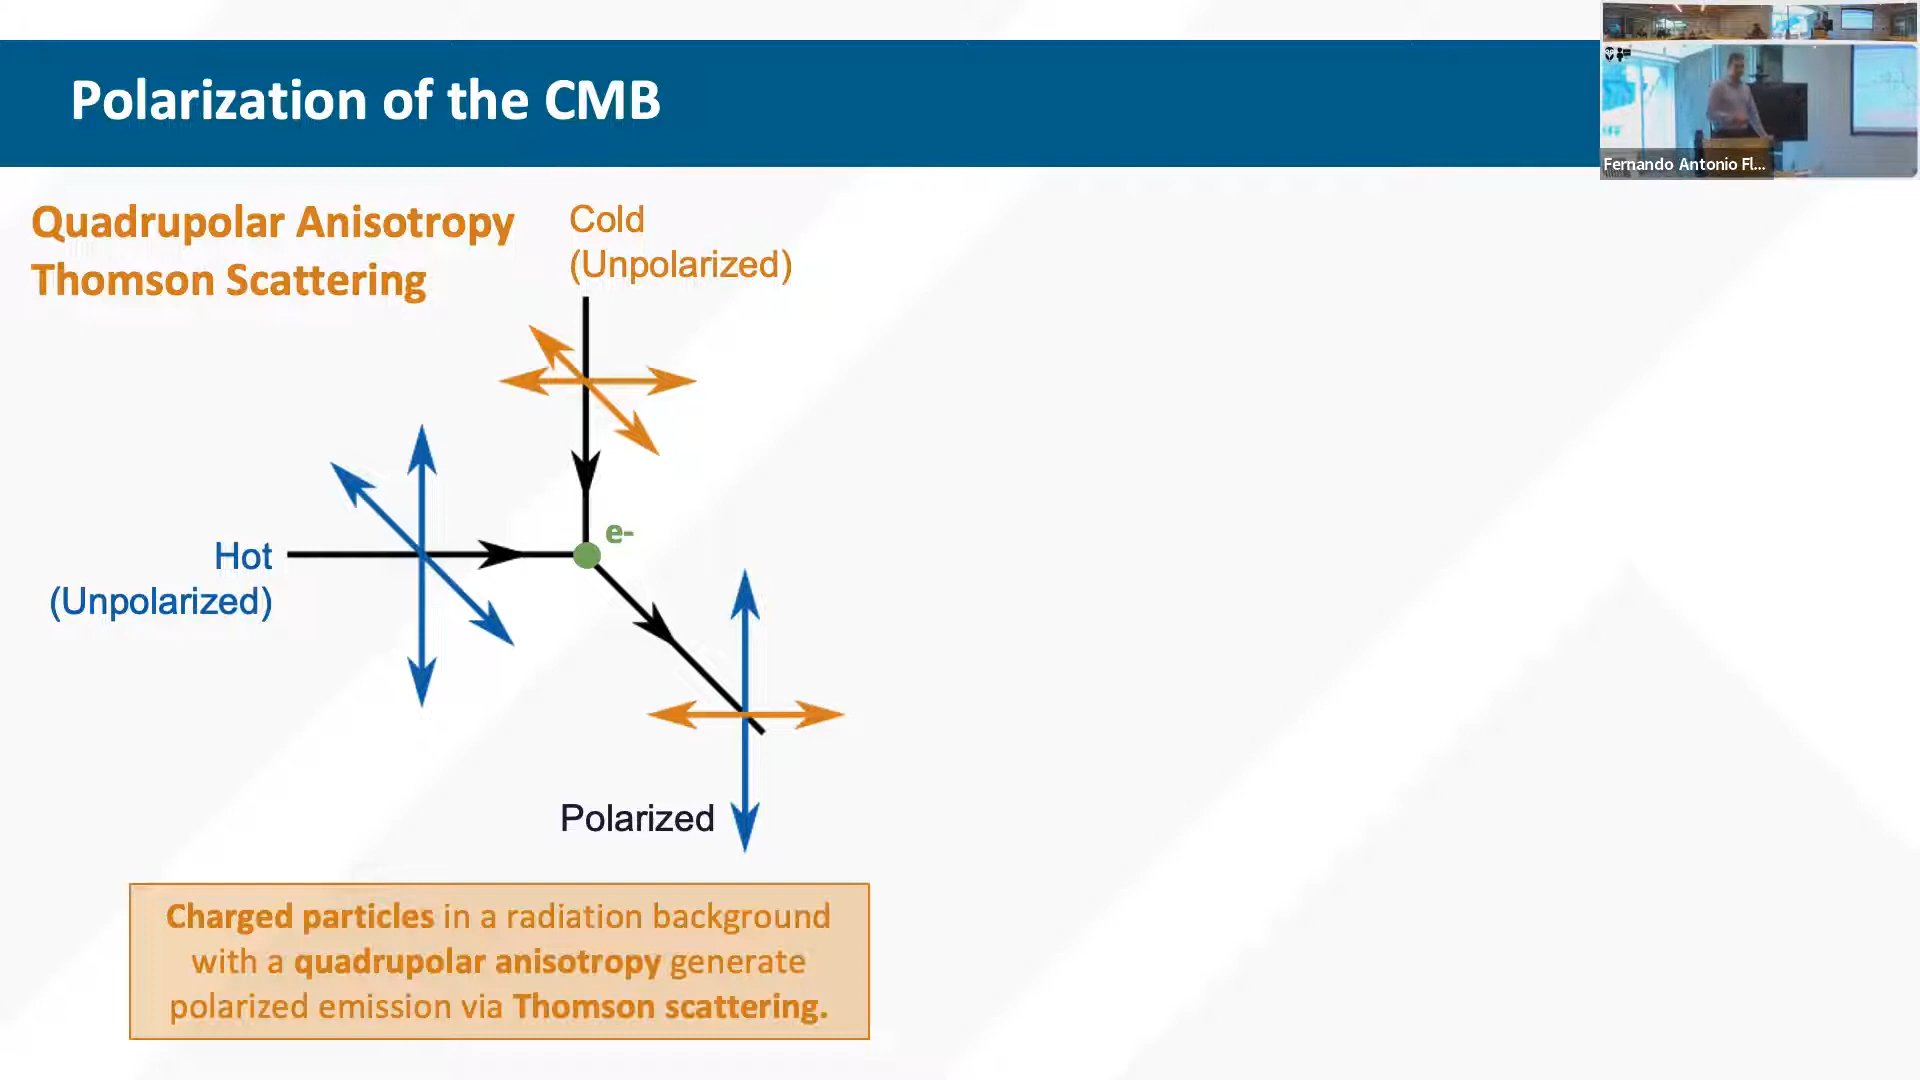 Polarization of the CMB
Fernando Antonio Fl...
Quadrupolar Anisotropy
Thomson Scattering
Cold
(Unpolarized)
e-
Hot
(Unpolarized)
Polarized
Charged particles in a radiation background
with a quadrupolar anisotropy generate
polarized emission via Thomson scattering.